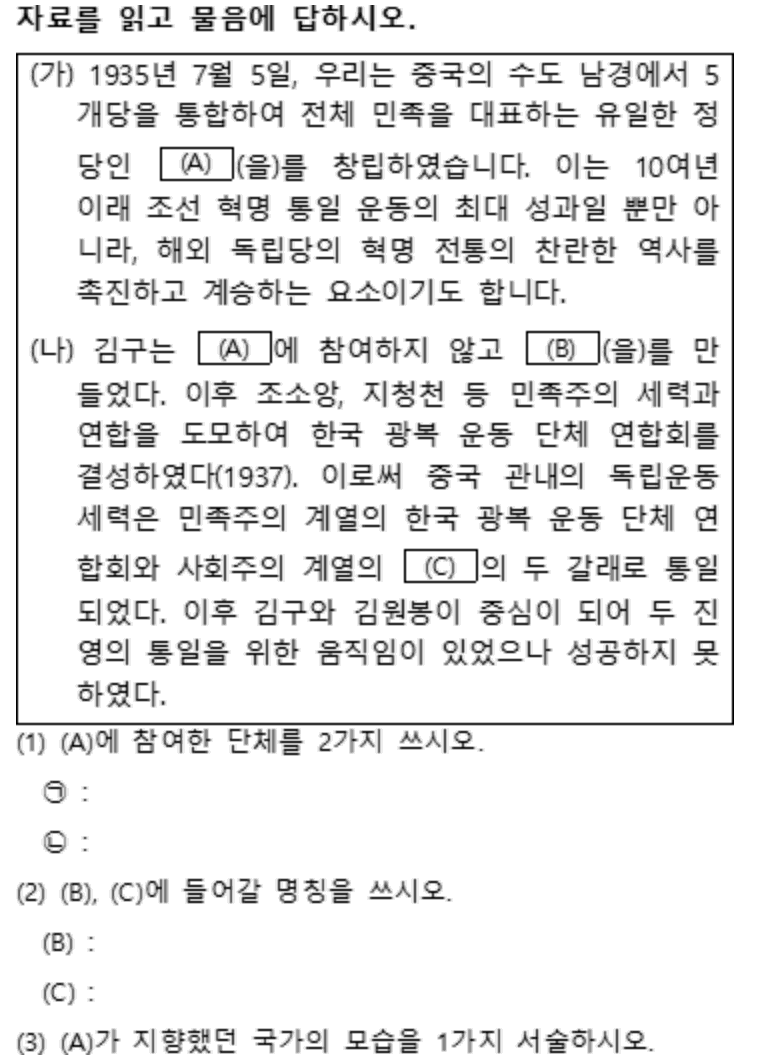 자료를 읽고 물음에 답하시오.
(가) 1935년 7월 5일, 우리는 중국의 수도 남경에서 5
개당을 통합하여 전체 민족을 대표하는 유일한 정
당인 (A) (을)를 창립하였습니다. 이는 10여년
이래 조선 혁명 통일 운동의 최대 성과일 뿐만 아
니라, 해외 독립당의 혁명 전통의 찬란한 역사를
촉진하고 계승하는 요소이기도 합니다.
(나) 김구는 (A) 에 참여하지 않고 (B) (을)를 만
들었다. 이후 조소앙, 지청천 등 민족주의 세력과
연합을 도모하여 한국 광복 운동 단체 연합회를
결성하였다(1937). 이로써 중국 관내의 독립운동
세력은 민족주의 계열의 한국 광복 운동 단체 연
합회와 사회주의 계열의 (C) 의 두 갈래로 통일
되었다. 이후 김구와 김원봉이 중심이 되어 두 진
영의 통일을 위한 움직임이 있었으나 성공하지 못
하였다.
(1) (A)에 참여한 단체를 2가지 쓰시오.
㉠ :
㉡ :
(2) (B), (C)에 들어갈 명칭을 쓰시오.
(B) :
(C) :
(3) (A)가 지향했던 국가의 모습을 1가지 서술하시오.